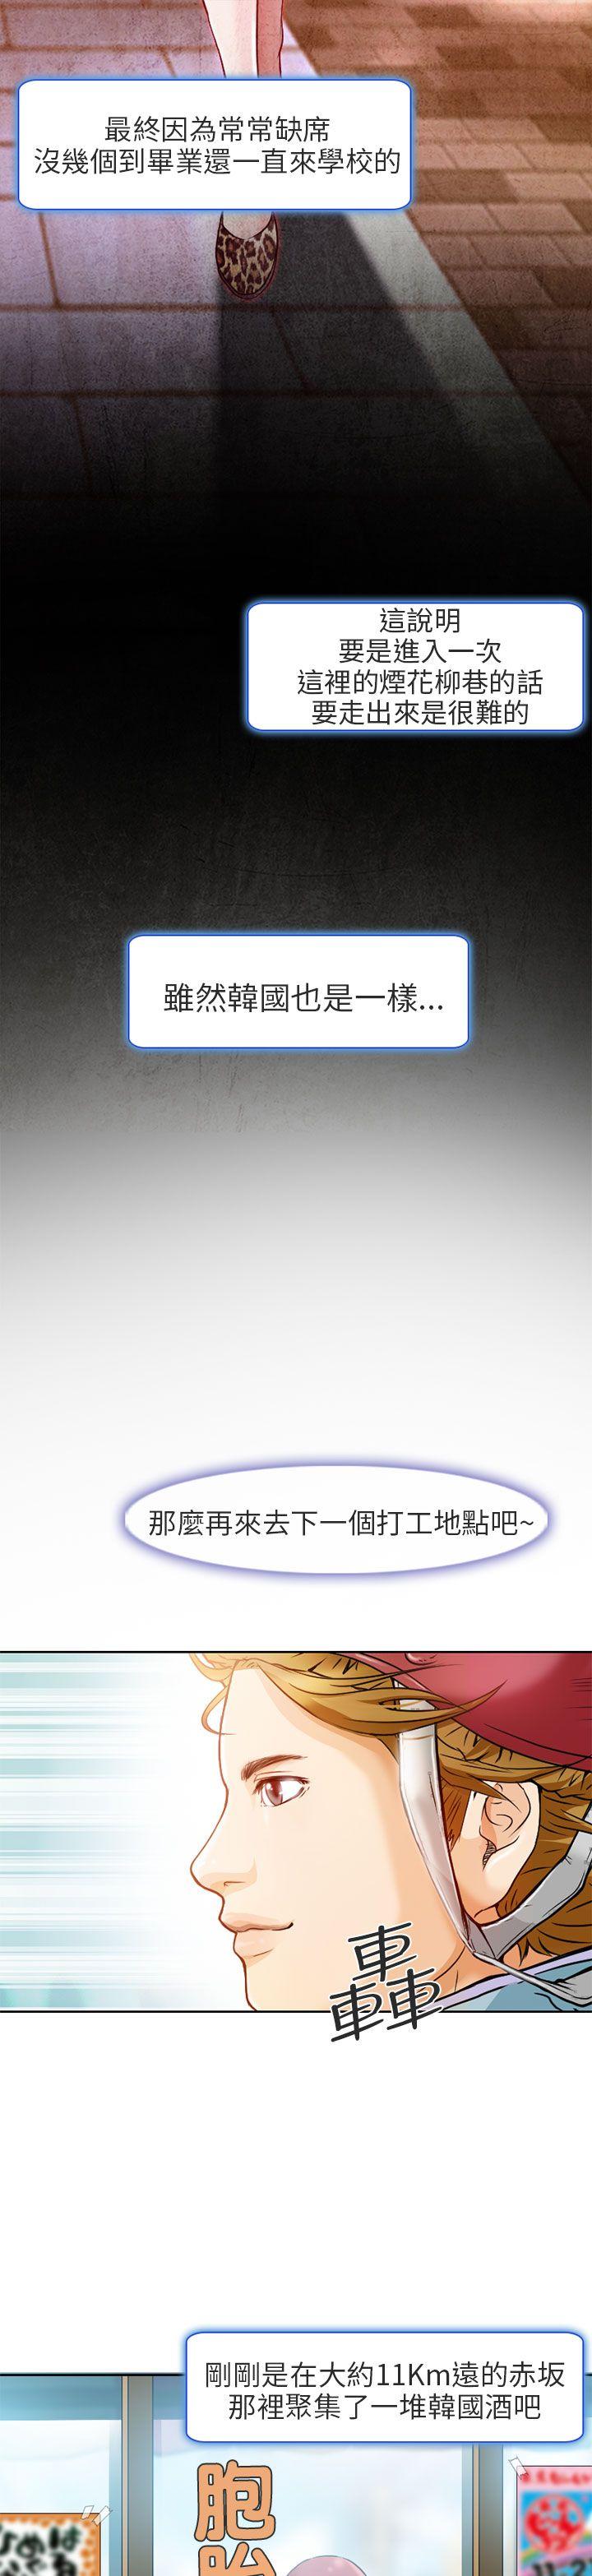 最終因為常常缺席
沒幾個到畢業還一直來學校的
這說明
要是進入一次
這裡的煙花柳巷的話
要走出來是很難的
雖然韓國也是一樣...
那麼再來去下一個打工地點吧~
轟
剛剛是在大約11Km遠的赤坂
那裡聚集了一堆韓國酒吧
胞
胎